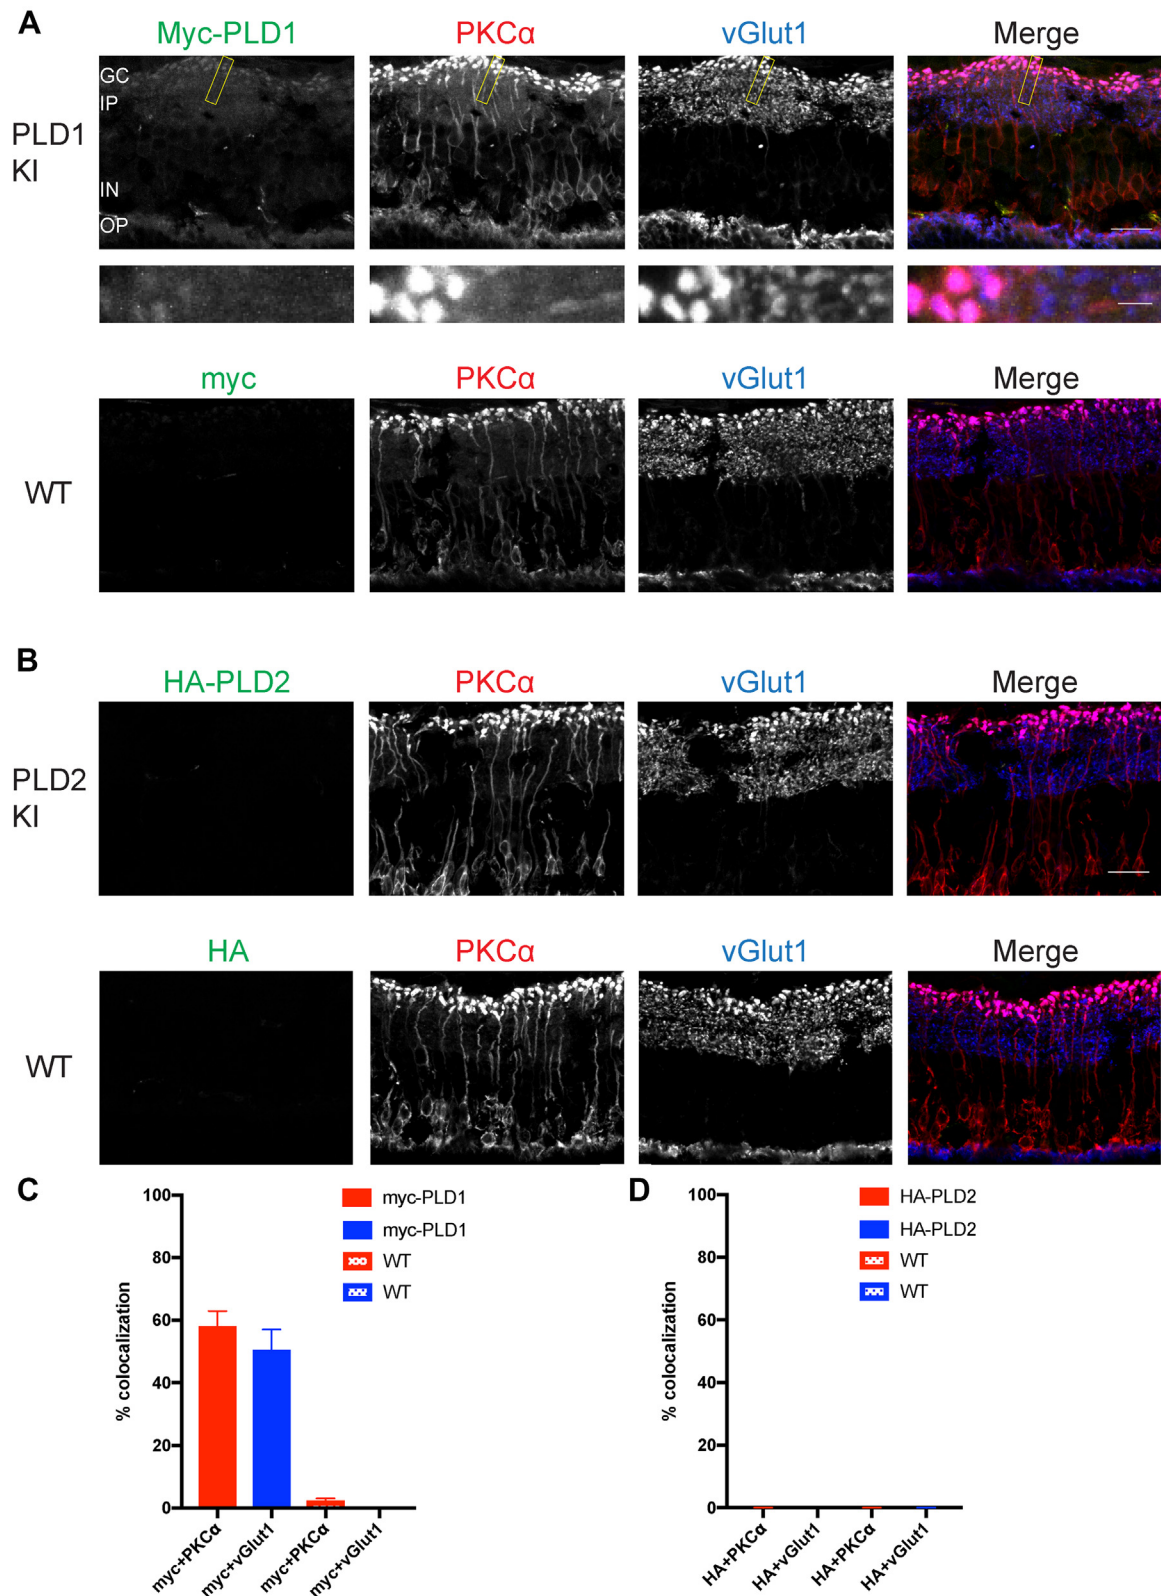 A
Myc-PLD1 PKCα vGlut1 Merge
PLD1
KI
GC
IP
IN
OP
myc PKCα vGlut1 Merge
WT
B
HA-PLD2 PKCα vGlut1 Merge
PLD2
KI
HA PKCα vGlut1 Merge
WT
C
% colocalization
100
80
60
40
20
0
myc-PLD1
myc-PLD1
WT
WT
myc+PKCα
myc+vGlut1
myc+PKCα
myc+vGlut1
D
% colocalization
100
80
60
40
20
0
HA-PLD2
HA-PLD2
WT
WT
HA+PKCα
HA+vGlut1
HA+PKCα
HA+vGlut1